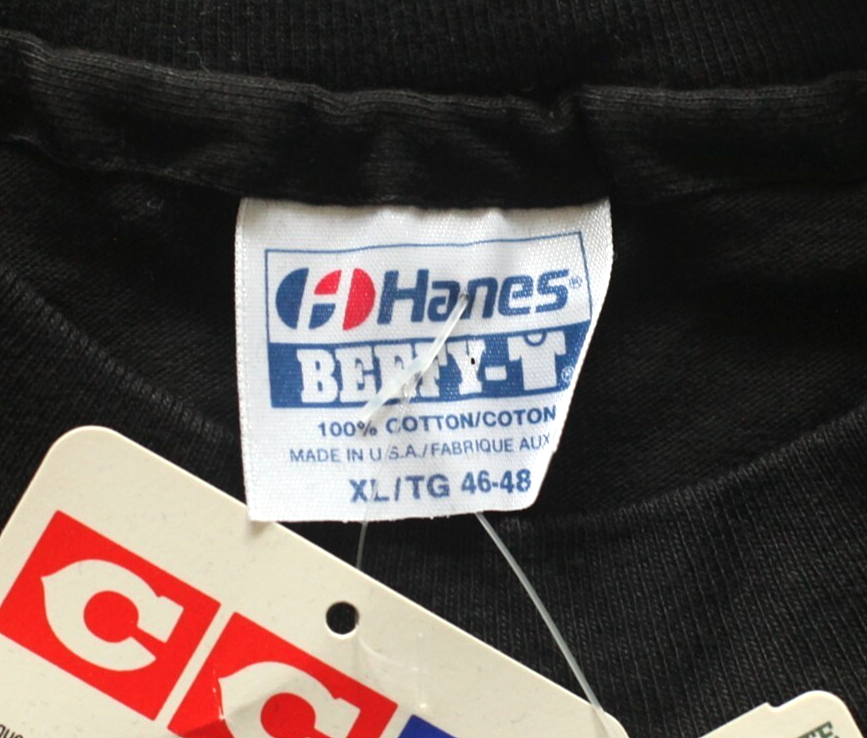 Hanes®
BEEFY-T®
100% COTTON/COTON
MADE IN U.S.A./FABRIQUE AUX
XL/TG 46-48
C
C